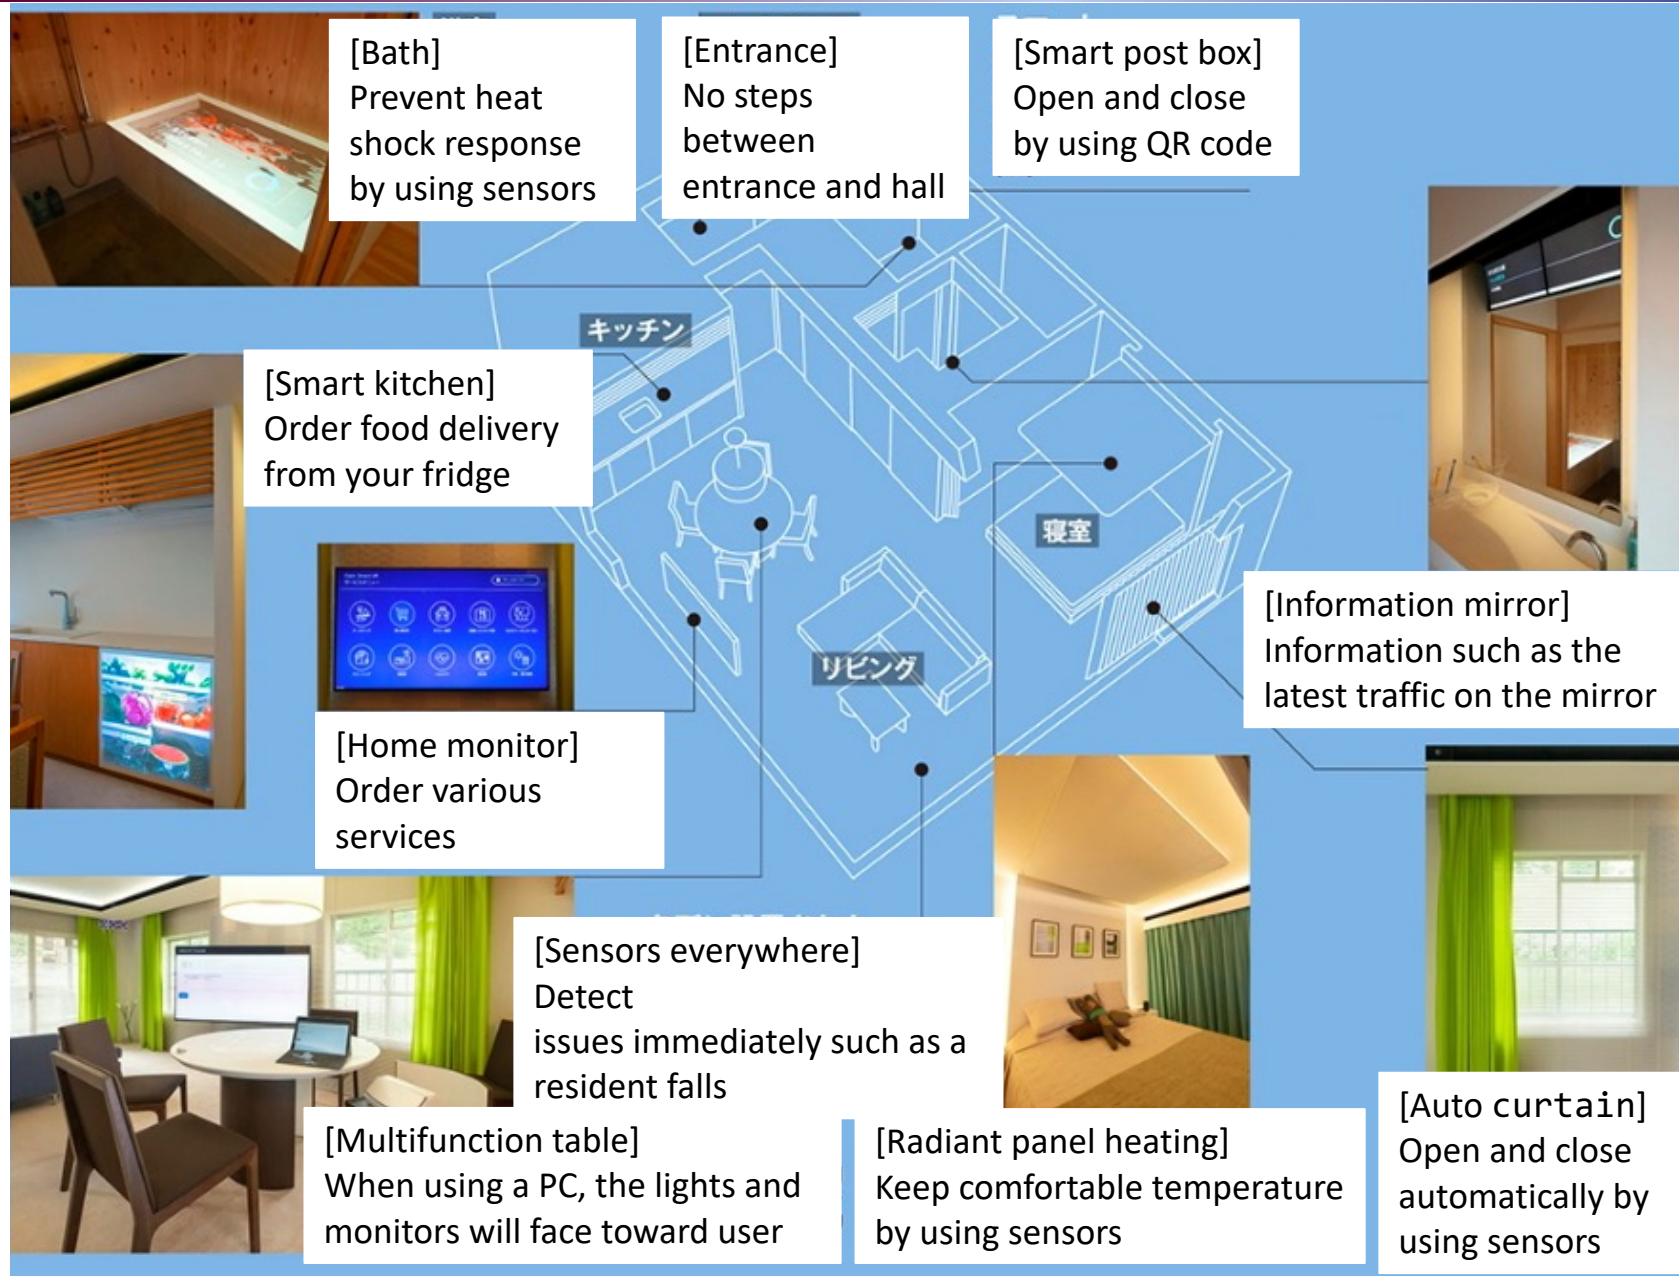 [Bath]
Prevent heat
shock response
by using sensors
[Entrance]
No steps
between
entrance and hall
[Smart post box]
Open and close
by using QR code
キッチン
[Smart kitchen]
Order food delivery
from your fridge
寝室
[Information mirror]
Information such as the
latest traffic on the mirror
リビング
[Home monitor]
Order various
services
[Sensors everywhere]
Detect
issues immediately such as a
resident falls
[Multifunction table]
When using a PC, the lights and
monitors will face toward user
[Radiant panel heating]
Keep comfortable temperature
by using sensors
[Auto curtain]
Open and close
automatically by
using sensors